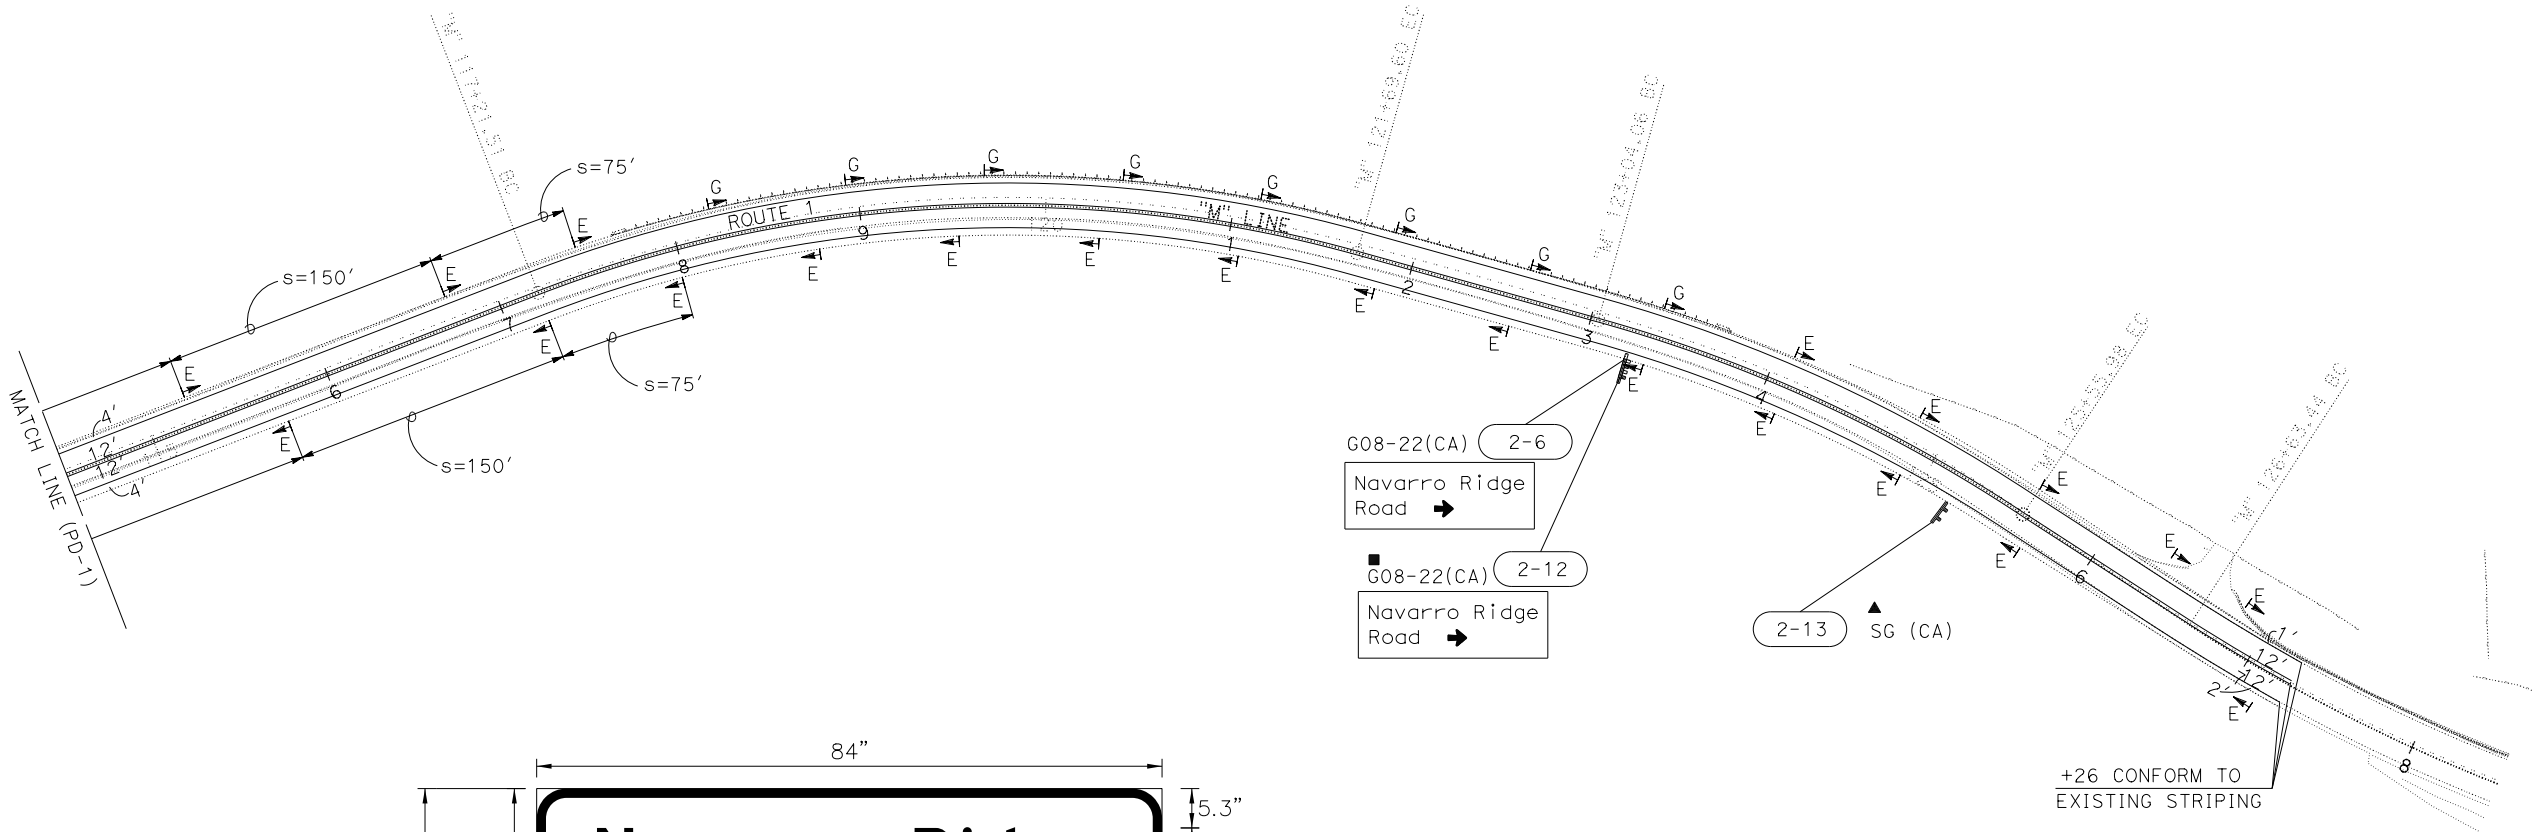 "M" 117+21.51 BC
"M" 121+69.60 EC
"M" 123+04.06 BC
"M" 125+55.98 EC
"M" 126+63.44 BC
s=75'
s=150'
E
E
E
G
G
G
G
G
G
G
G
E
E
E
E
E
ROUTE 1
"M" LINE
120
6
7
8
9
1
2
3
4
6
7
8
E
E
E
E
E
E
E
E
E
E
E
E
E
E
s=75'
s=150'
4'
12'
12'
4'
MATCH LINE (PD-1)
G08-22(CA) 2-6
Navarro Ridge
Road ➔
■
G08-22(CA) 2-12
Navarro Ridge
Road ➔
2-13 ▲
SG (CA)
1'
12'
12'
2'
+26 CONFORM TO
EXISTING STRIPING
84"
5.3"